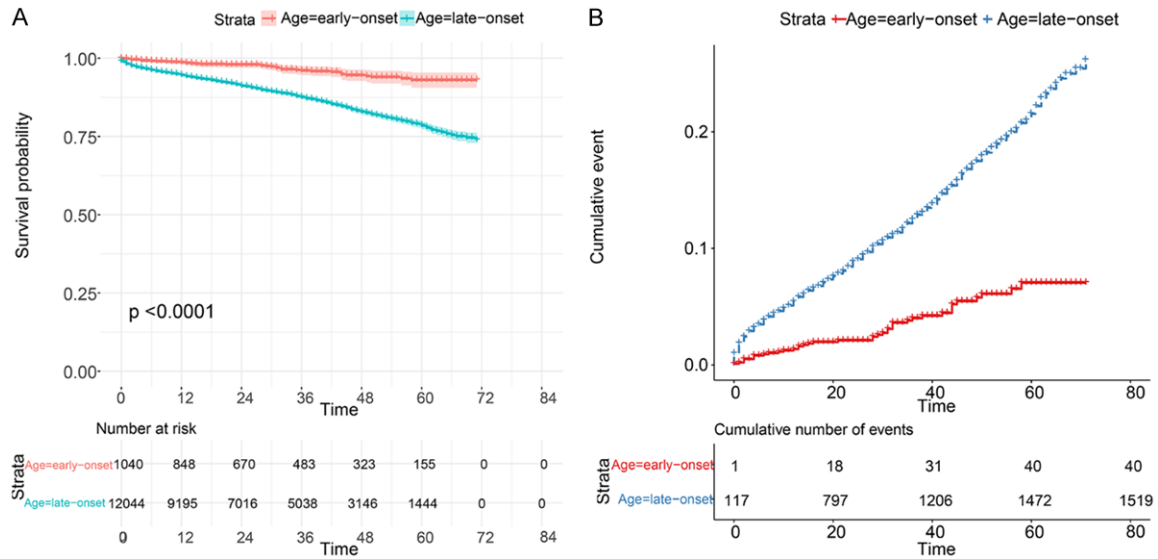 A
Strata Age=early-onset Age=late-onset
Survival probability
1.00
0.75
0.50
0.25
0.00
p <0.0001
0 12 24 36 48 60 72 84
Time
Number at risk
Strata
Age=early-onset 1040 848 670 483 323 155 0 0
Age=late-onset 12044 9195 7016 5038 3146 1444 0 0
0 12 24 36 48 60 72 84
Time
B
Strata Age=early-onset Age=late-onset
Cumulative event
0.2
0.1
0.0
0 20 40 60 80
Time
Cumulative number of events
Strata
Age=early-onset 1 18 31 40 40
Age=late-onset 117 797 1206 1472 1519
0 20 40 60 80
Time